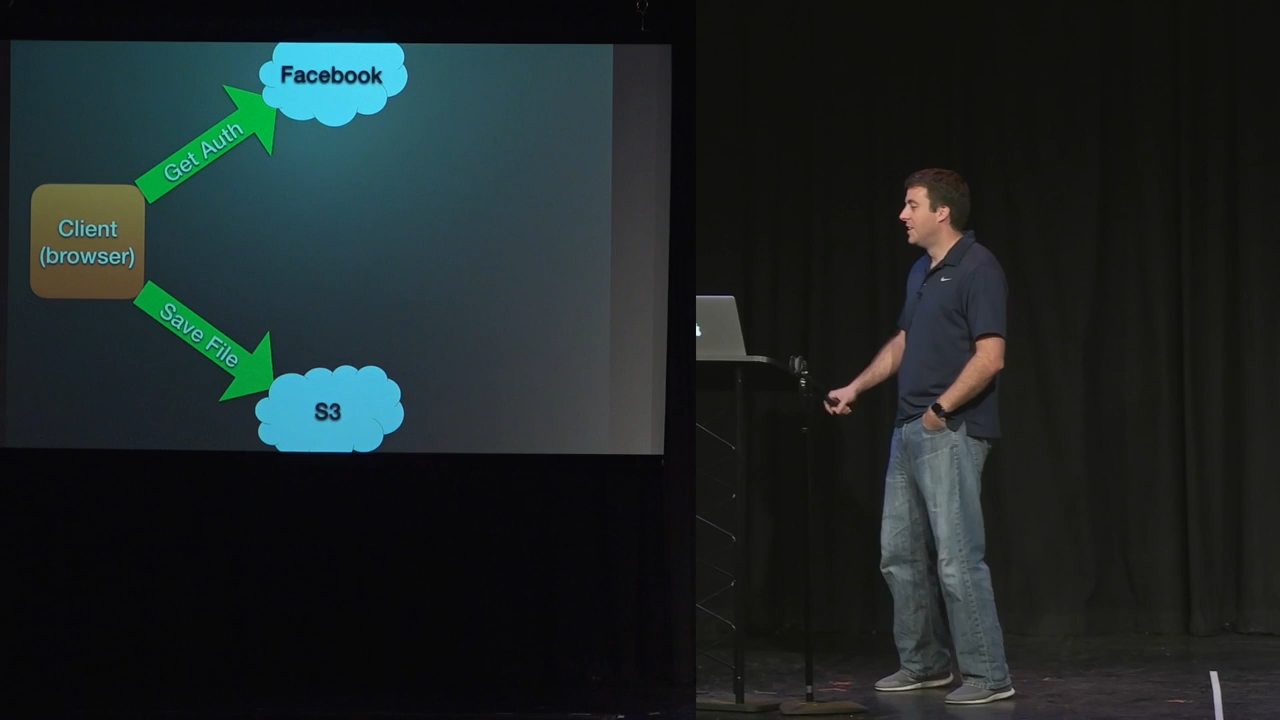 Facebook
Get Auth
Client
(browser)
Save File
S3